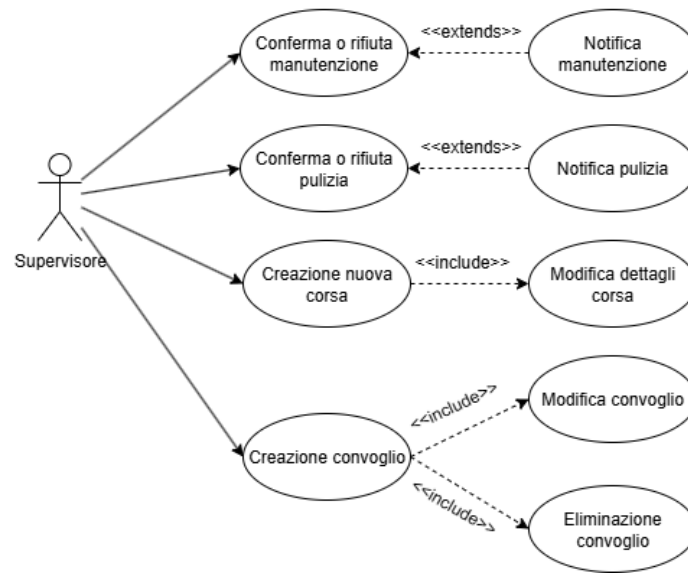 Conferma o rifiuta
manutenzione
<<extends>>
Notifica
manutenzione
Conferma o rifiuta
pulizia
<<extends>>
Notifica pulizia
Supervisore
Creazione nuova
corsa
<<include>>
Modifica dettagli
corsa
<<include>>
Modifica convoglio
Creazione convoglio
<<include>>
Eliminazione
convoglio